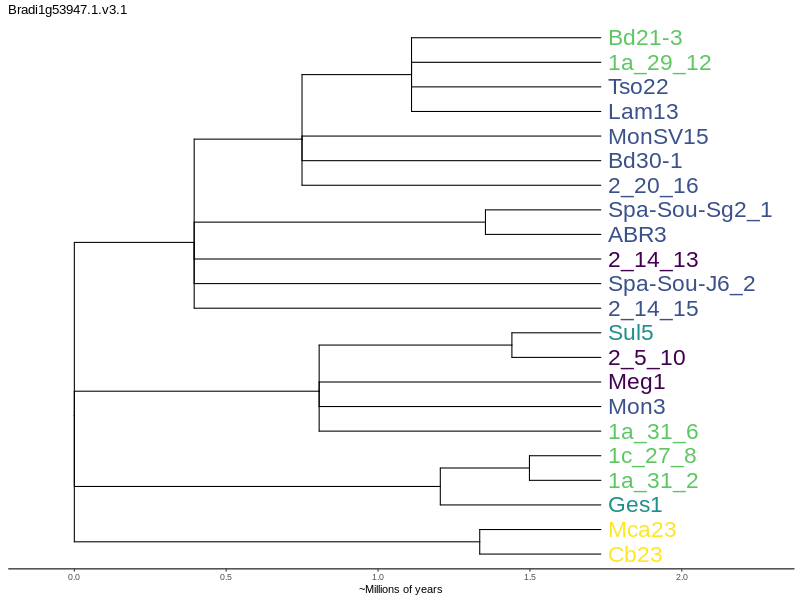 Bradi1g53947.1.v3.1
Bd21-3
1a_29_12
Tso22
Lam13
MonSV15
Bd30-1
2_20_16
Spa-Sou-Sg2_1
ABR3
2_14_13
Spa-Sou-J6_2
2_14_15
Sul5
2_5_10
Meg1
Mon3
1a_31_6
1c_27_8
1a_31_2
Ges1
Mca23
Cb23
0.0 0.5 1.0 1.5 2.0
~Millions of years